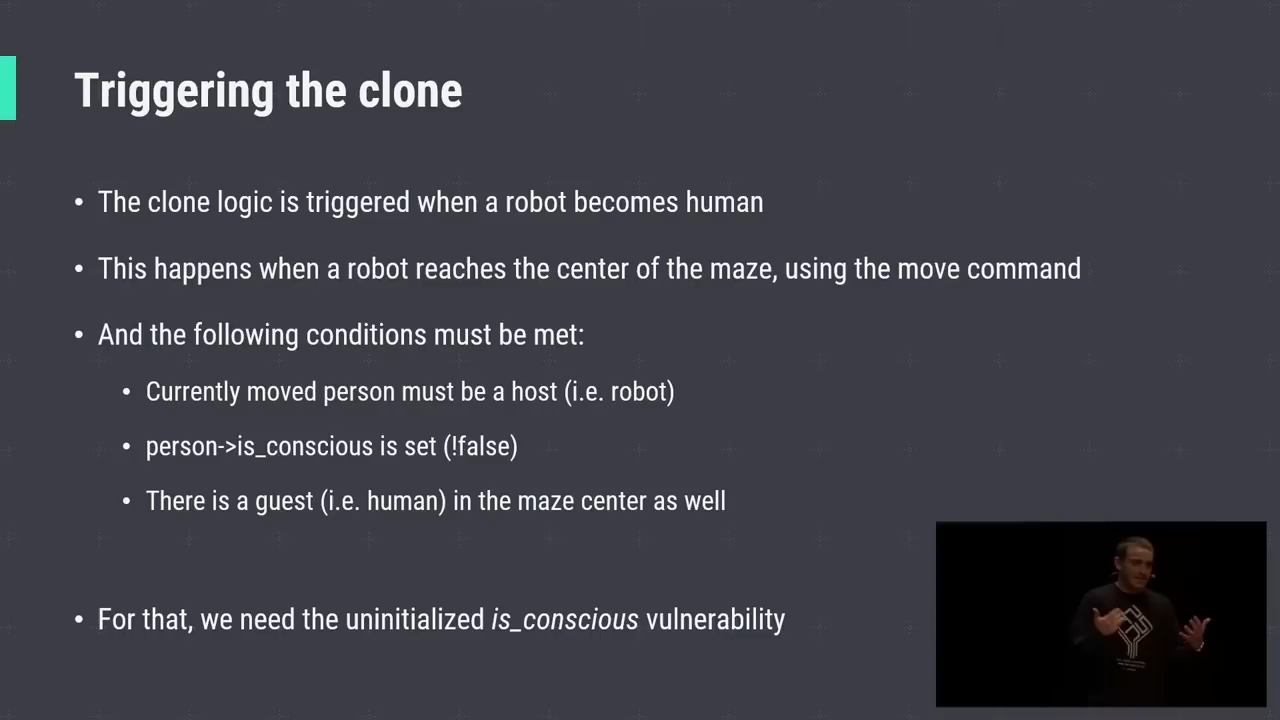 Triggering the clone
• The clone logic is triggered when a robot becomes human
• This happens when a robot reaches the center of the maze, using the move command
• And the following conditions must be met:
• Currently moved person must be a host (i.e. robot)
• person->is_conscious is set (!false)
• There is a guest (i.e. human) in the maze center as well
• For that, we need the uninitialized is_conscious vulnerability